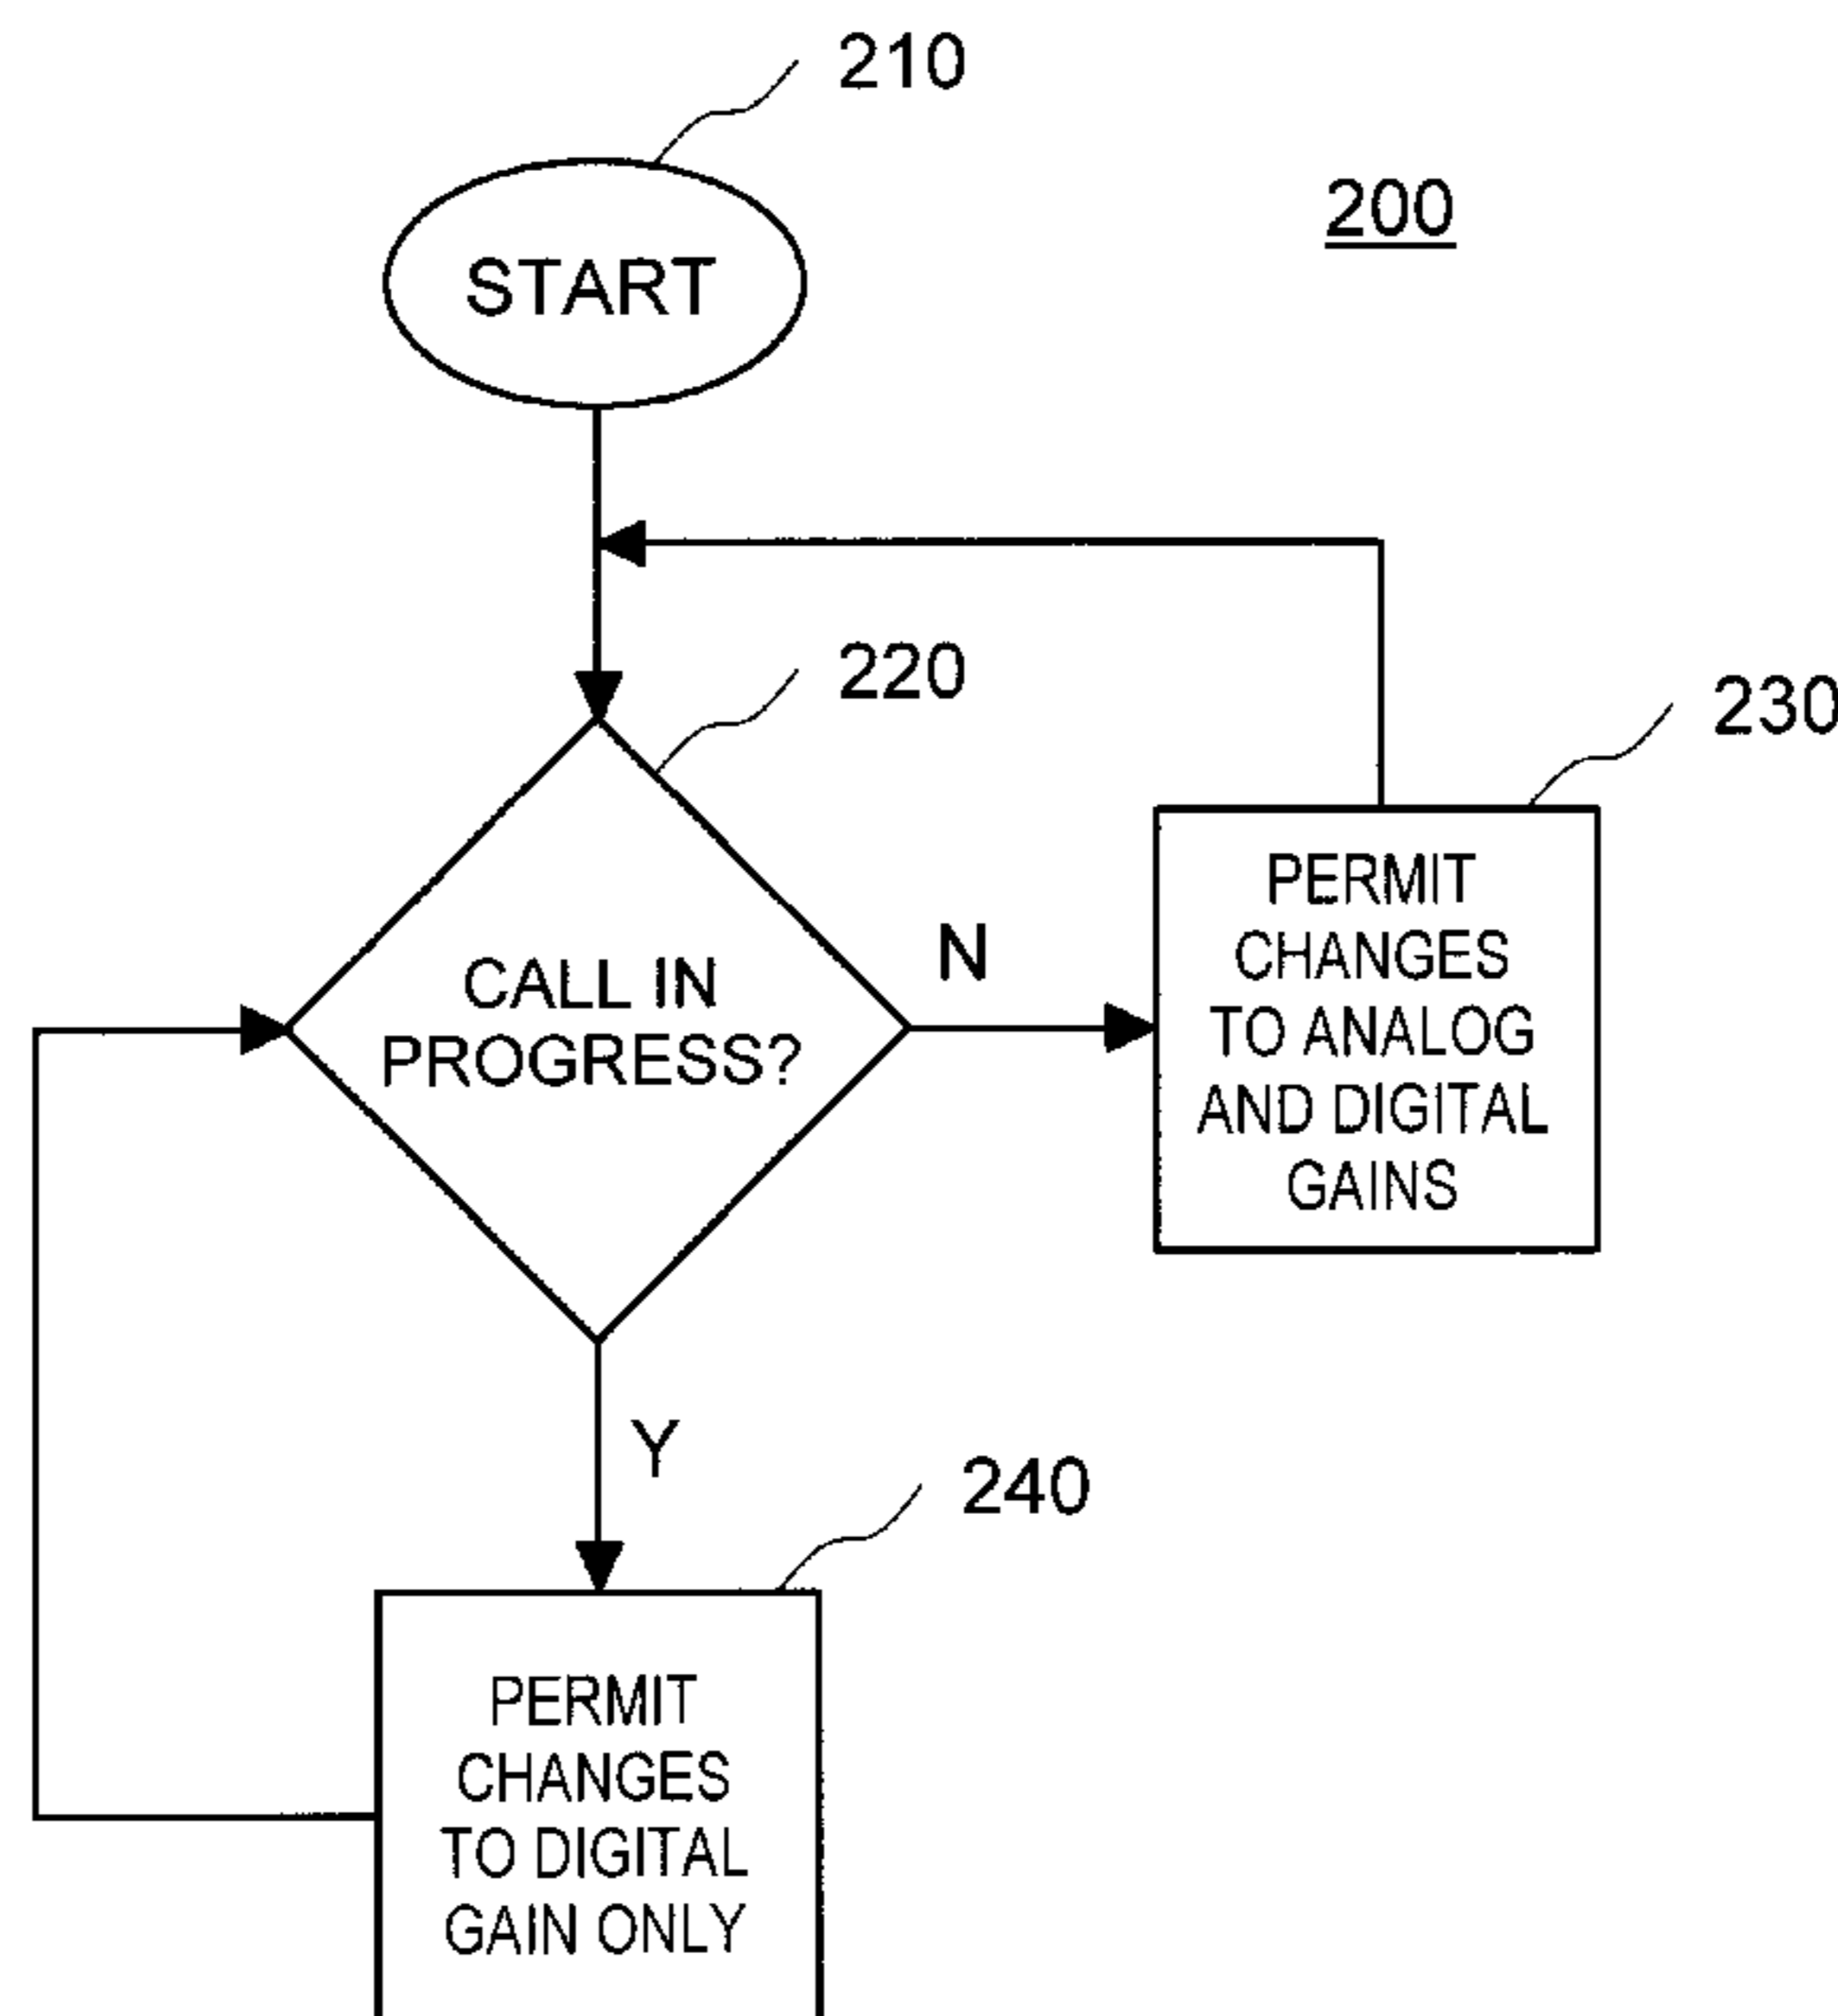 210
200
START
220
230
PERMIT
CHANGES
TO ANALOG
AND DIGITAL
GAINS
N
CALL IN
PROGRESS?
Y
240
PERMIT
CHANGES
TO DIGITAL
GAIN ONLY